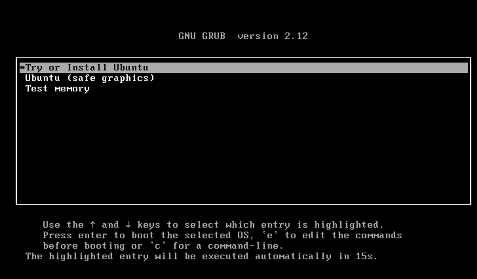 GNU GRUB  version 2.12
*Try or Install Ubuntu
Ubuntu (safe graphics)
Test memory
Use the ↑ and ↓ keys to select which entry is highlighted.
Press enter to boot the selected OS, `e' to edit the commands
before booting or `c' for a command-line.
The highlighted entry will be executed automatically in 15s.